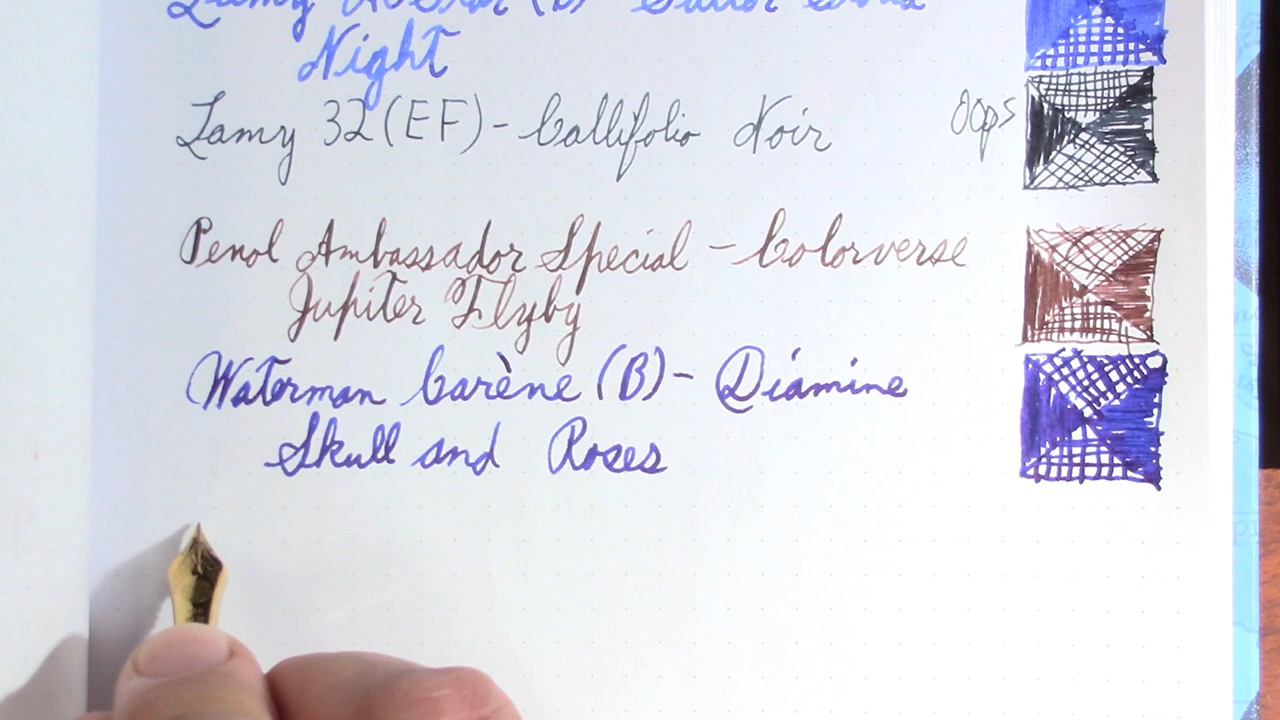 Lamy
Night
Lamy 32 (EF) - Callifolio Noir
Oops
Penol Ambassador Special - Colorverse
Jupiter Flyby
Waterman Carène (B) - Diamine
Skull and Roses